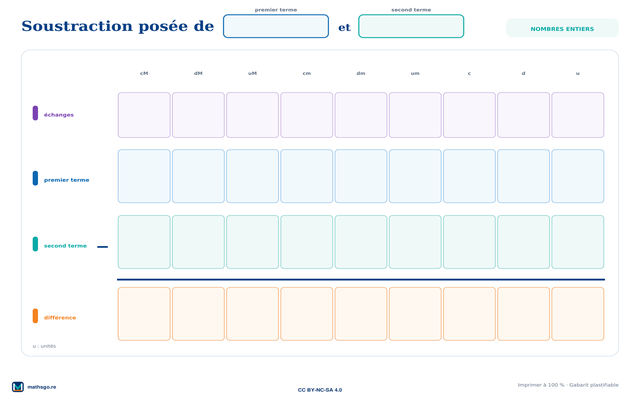 premier terme
second terme
Soustraction posée de
et
NOMBRES ENTIERS
cM dM uM cm dm um c d u
échanges
premier terme
second terme —
différence
u : unités
mathsgo.re
CC BY-NC-SA 4.0
Imprimer à 100 % · Gabarit plastifiable